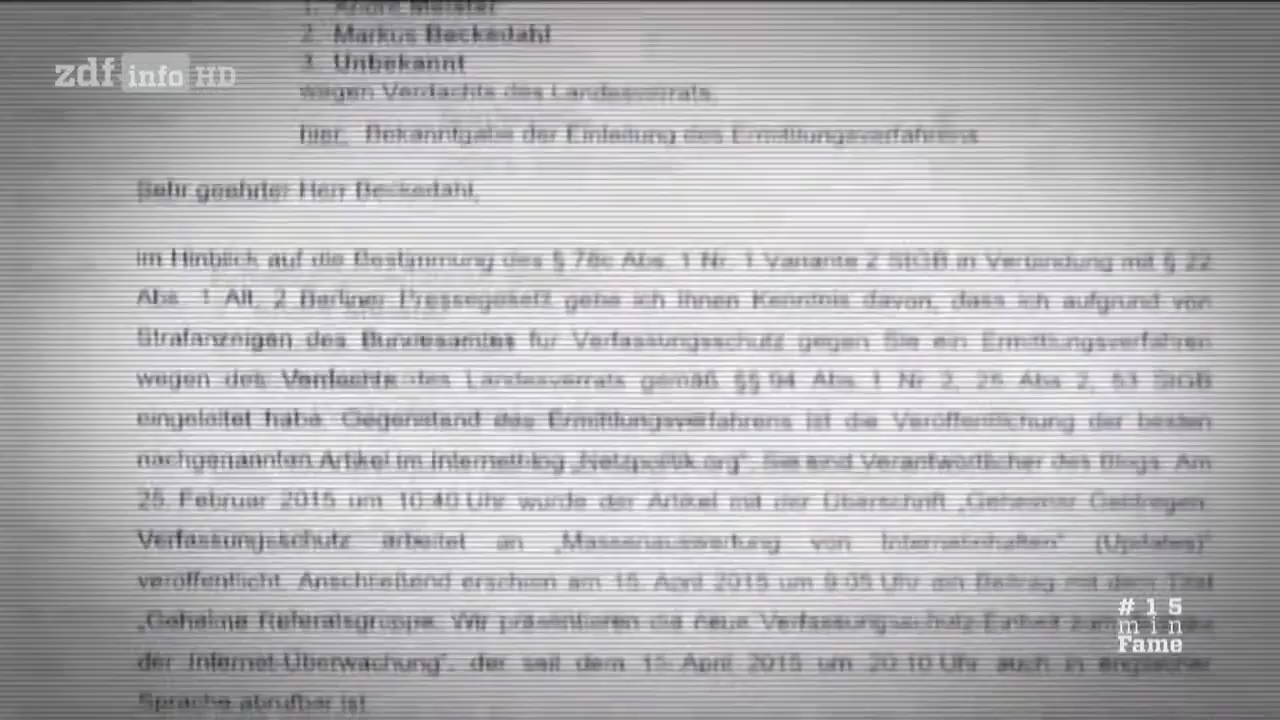 1. Andre Meister
2. Markus Beckedahl
3. Unbekannt
zdf info HD
wegen Verdachts des Landesverrats,
hier: Bekanntgabe der Einleitung des Ermittlungsverfahrens
Sehr geehrter Herr Beckedahl,
im Hinblick auf die Bestimmung des § 78c Abs. 1 Nr. 1 Variante 2 StGB in Verbindung mit § 22
Abs. 1 Alt. 2 Berliner Pressegesetz gebe ich Ihnen Kenntnis davon, dass ich aufgrund von
Strafanzeigen des Bundesamtes für Verfassungsschutz gegen Sie ein Ermittlungsverfahren
wegen des Verdachts des Landesverrats gemäß §§ 94 Abs. 1 Nr. 2, 25 Abs. 2, 53 StGB
eingeleitet habe. Gegenstand des Ermittlungsverfahrens ist die Veröffentlichung der beiden
nachgenannten Artikel im Internetblog „Netzpolitik.org“. Sie sind Verantwortlicher des Blogs. Am
25. Februar 2015 um 10:40 Uhr wurde der Artikel mit der Überschrift „Geheimer Geldregen:
Verfassungsschutz arbeitet an „Massenauswertung von Internetinhalten“ (Updates)“
veröffentlicht. Anschließend erschien am 15. April 2015 um 9:05 Uhr ein Beitrag mit dem Titel
„Geheime Referatsgruppe: Wir präsentieren die neue Verfassungsschutz-Einheit zum
der Internet-Überwachung“, der seit dem 15. April 2015 um 20:10 Uhr auch in englischer
Sprache abrufbar ist.
#15
min
Fame